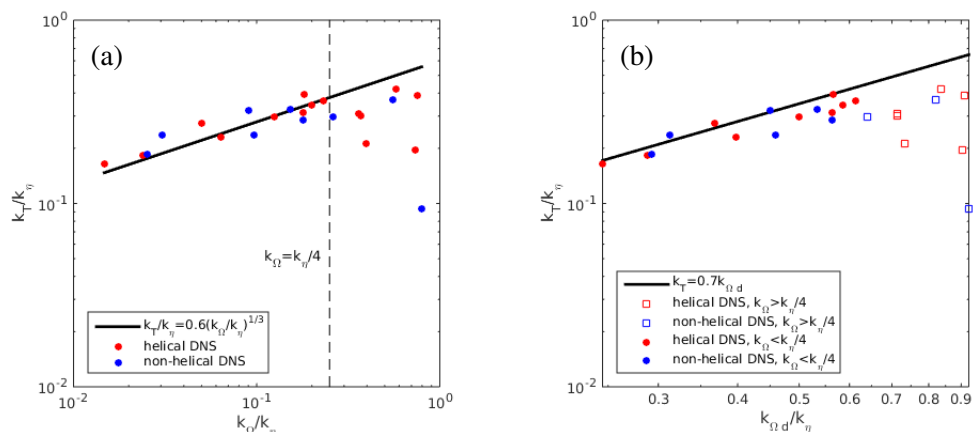 (a)
10^0
10^-1
10^-2
k_T/k_η
k_Ω=k_η/4
k_T/k_η=0.6(k_Ω/k_η)^1/3
helical DNS
non-helical DNS
10^-2
10^-1
10^0
k_Ω/k_η
(b)
10^0
10^-1
10^-2
k_T/k_η
k_T=0.7k_Ω d
helical DNS, k_Ω>k_η/4
non-helical DNS, k_Ω>k_η/4
helical DNS, k_Ω<k_η/4
non-helical DNS, k_Ω<k_η/4
0.3
0.4
0.5
0.6
0.7
0.8
0.9
k_Ω d/k_η